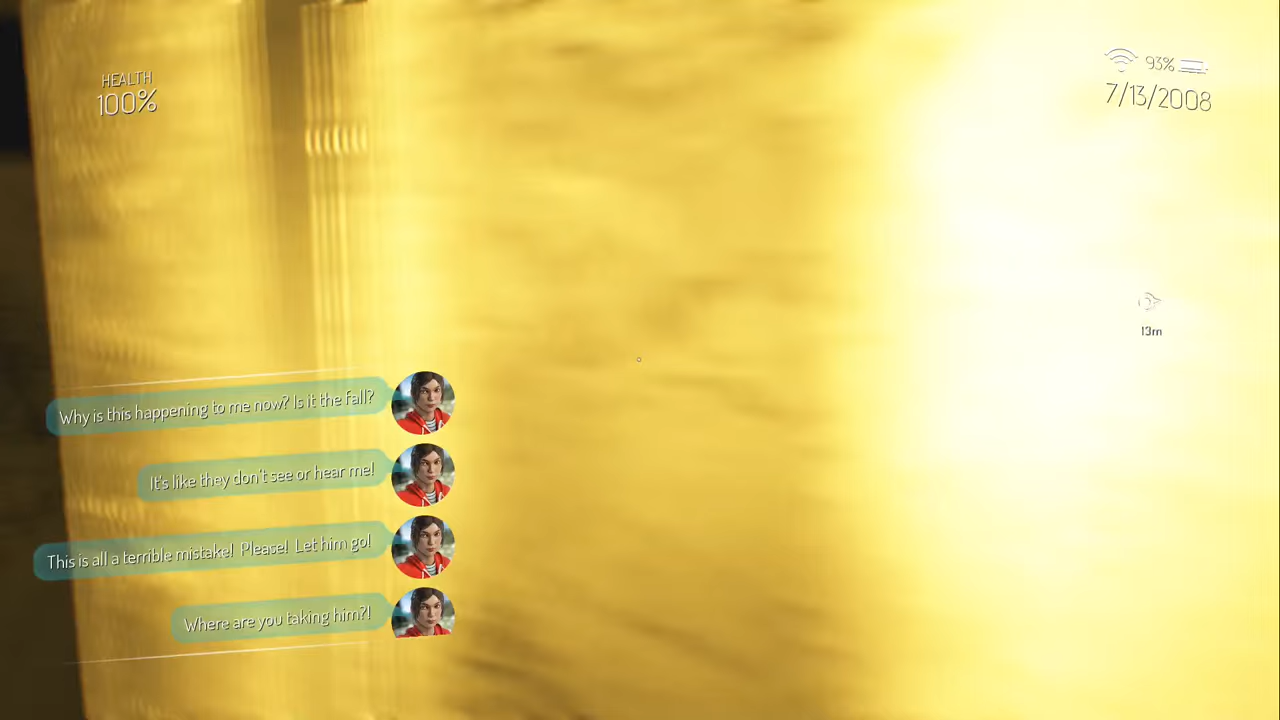 HEALTH
100%
93%
7/13/2008
13m
Why is this happening to me now? Is it the fall?
It's like they don't see or hear me!
This is all a terrible mistake! Please! Let him go!
Where are you taking him?!